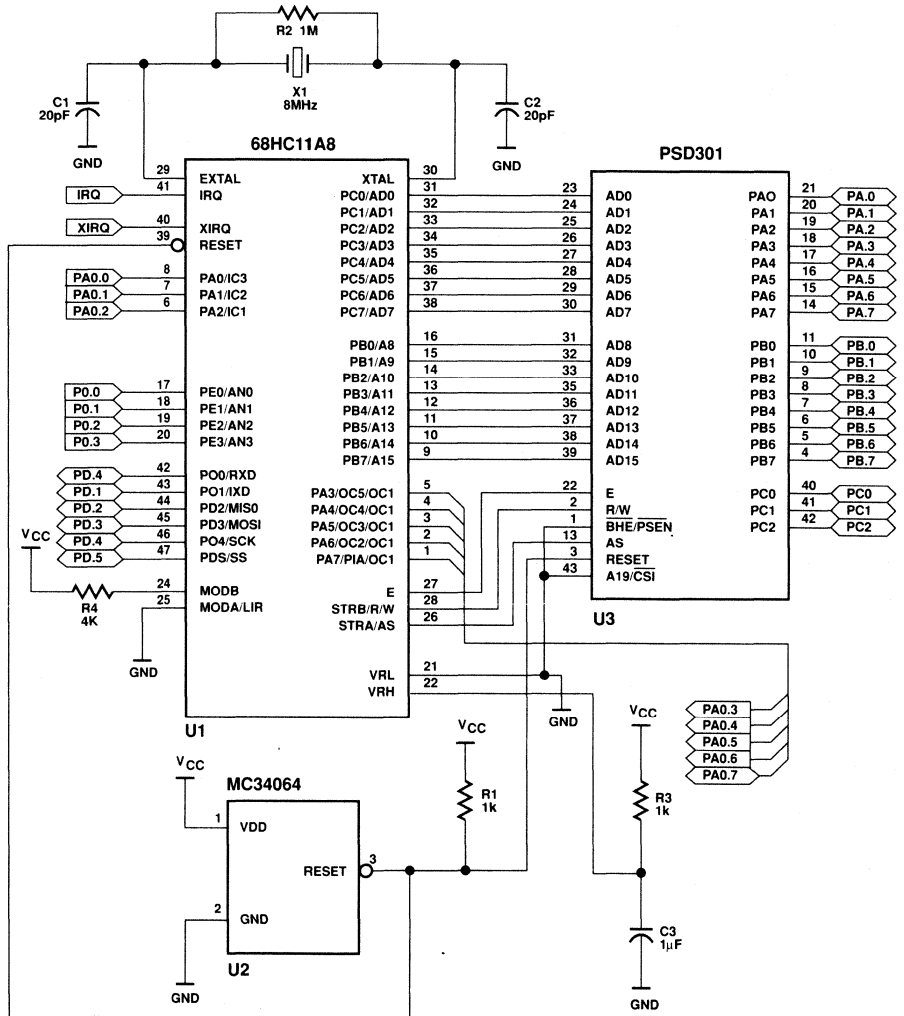 R2 1M
X1
8MHz
C1
20pF
C2
20pF
GND
GND
68HC11A8
PSD301
29 EXTAL
IRQ 41 IRQ
XIRQ 40 XIRQ
39 RESET
PA0.0 8 PA0/IC3
PA0.1 7 PA1/IC2
PA0.2 6 PA2/IC1
P0.0 17 PE0/AN0
P0.1 18 PE1/AN1
P0.2 19 PE2/AN2
P0.3 20 PE3/AN3
PD.4 42 PO0/RXD
PD.1 43 PO1/IXD
PD.2 44 PD2/MIS0
PD.3 45 PD3/MOSI
PD.4 46 PO4/SCK
PD.5 47 PDS/SS
VCC
R4
4K
24 MODB
25 MODA/LIR
GND
XTAL 30
PC0/AD0 31
PC1/AD1 32
PC2/AD2 33
PC3/AD3 34
PC4/AD4 35
PC5/AD5 36
PC6/AD6 37
PC7/AD7 38
PB0/A8 16
PB1/A9 15
PB2/A10 14
PB3/A11 13
PB4/A12 12
PB5/A13 11
PB6/A14 10
PB7/A15 9
PA3/OC5/OC1 5
PA4/OC4/OC1 4
PA5/OC3/OC1 3
PA6/OC2/OC1 2
PA7/PIA/OC1 1
E 27
STRB/R/W 28
STRA/AS 26
VRL 21
VRH 22
U1
23 AD0
24 AD1
25 AD2
26 AD3
27 AD4
28 AD5
29 AD6
30 AD7
31 AD8
32 AD9
33 AD10
35 AD11
36 AD12
37 AD13
38 AD14
39 AD15
22 E
2 R/W
1 BHE/PSEN
13 AS
3 RESET
43 A19/CSI
PAO 21 PA.0
PA1 20 PA.1
PA2 19 PA.2
PA3 18 PA.3
PA4 17 PA.4
PA5 16 PA.5
PA6 15 PA.6
PA7 14 PA.7
PB0 11 PB.0
PB1 10 PB.1
PB2 9 PB.2
PB3 8 PB.3
PB4 7 PB.4
PB5 6 PB.5
PB6 5 PB.6
PB7 4 PB.7
PC0 40 PC0
PC1 41 PC1
PC2 42 PC2
U3
GND
PA0.3
PA0.4
PA0.5
PA0.6
PA0.7
VCC
MC34064
1 VDD
RESET 3
2 GND
U2
GND
VCC
R1
1k
VCC
R3
1k
C3
1µF
GND